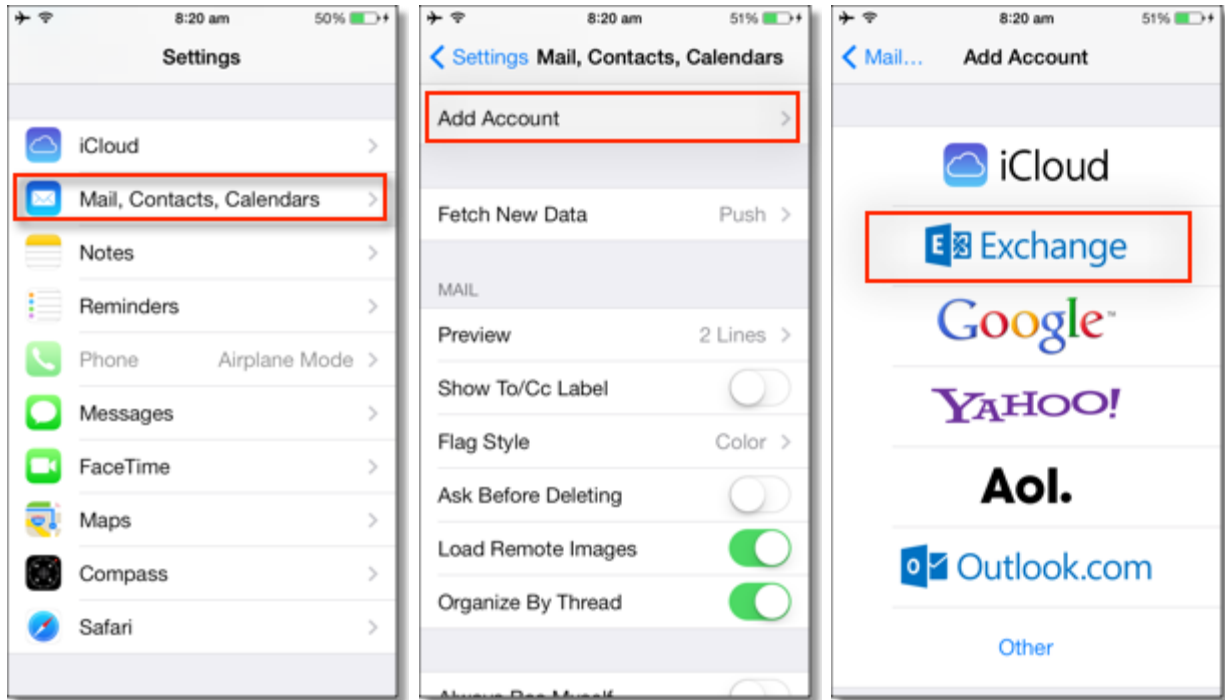 8:20 am 50%
Settings
iCloud
Mail, Contacts, Calendars
Notes
Reminders
Phone Airplane Mode
Messages
FaceTime
Maps
Compass
Safari
8:20 am 51%
Settings Mail, Contacts, Calendars
Add Account
Fetch New Data Push
MAIL
Preview 2 Lines
Show To/Cc Label
Flag Style Color
Ask Before Deleting
Load Remote Images
Organize By Thread
8:20 am 51%
Mail... Add Account
iCloud
E Exchange
Google™
YAHOO!
Aol.
o Outlook.com
Other